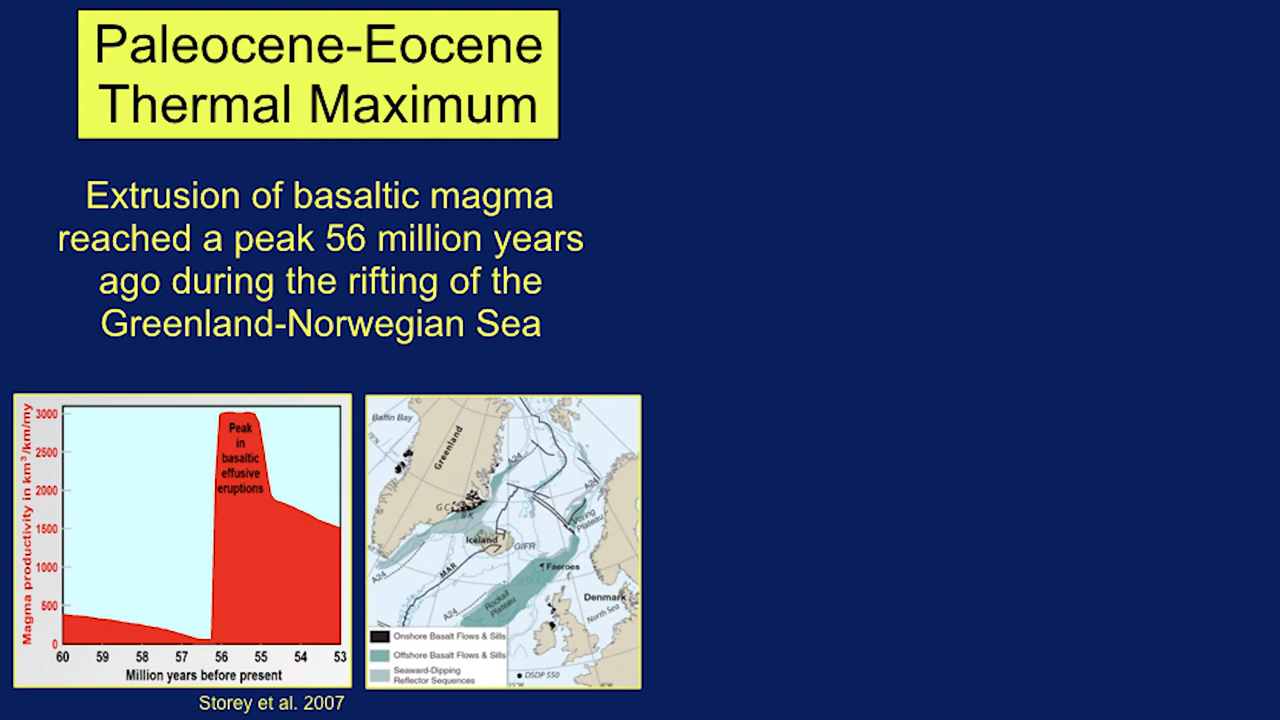 Paleocene-Eocene
Thermal Maximum
Extrusion of basaltic magma
reached a peak 56 million years
ago during the rifting of the
Greenland-Norwegian Sea
Magma productivity in km³/km/my
3000
2500
2000
1500
1000
500
0
Peak
in
basaltic
effusive
eruptions
60 59 58 57 56 55 54 53
Million years before present
Storey et al. 2007
Baffin Bay
Greenland
A24
A24
Vøring
Plateau
Iceland
GIFR
MAR
A24
Faeroes
A24
Rockall
Plateau
Denmark
North Sea
Onshore Basalt Flows & Sills
Offshore Basalt Flows & Sills
Seaward-Dipping
Reflector Sequences
DSDP 550